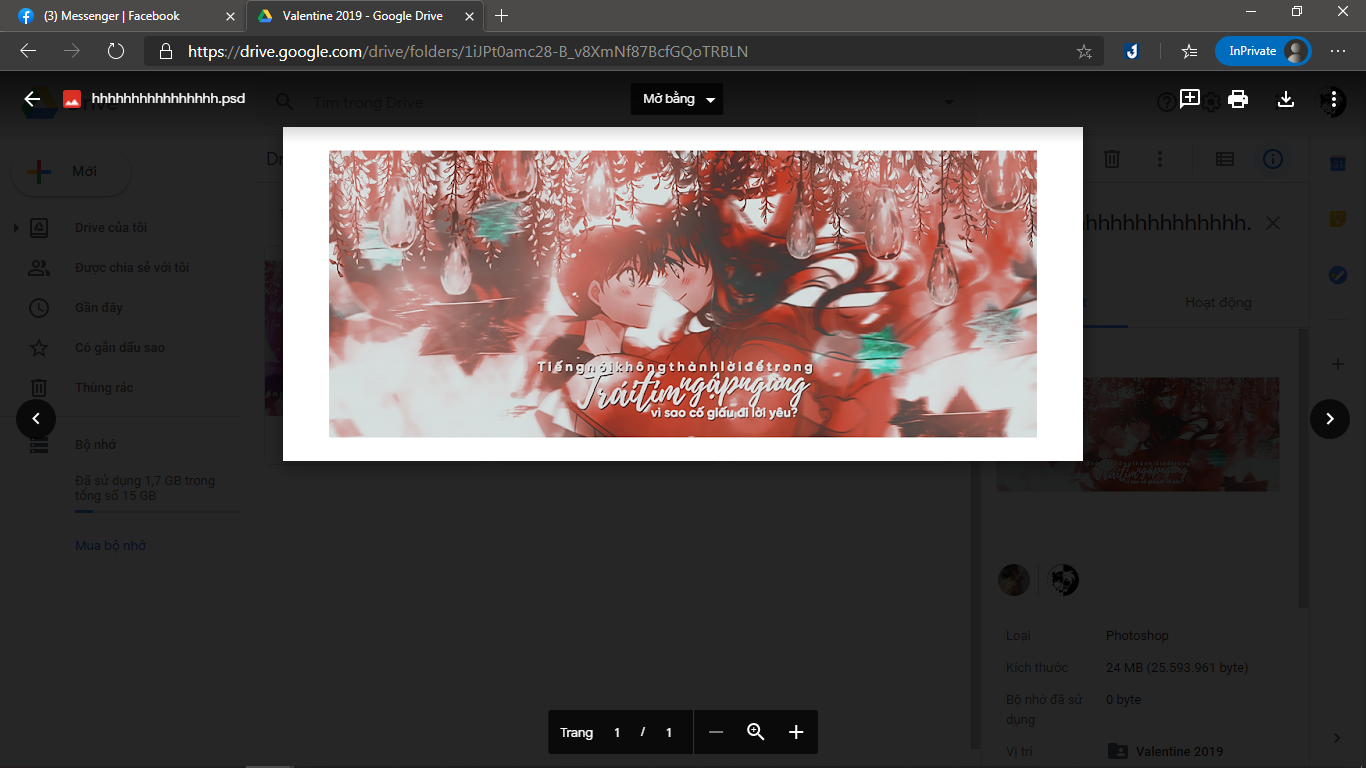 (3) Messenger | Facebook
Valentine 2019 - Google Drive
https://drive.google.com/drive/folders/1iJPt0amc28-B_v8XmNf87BcfGQoTRBLN
InPrivate
hhhhhhhhhhhhhhhh.psd
Tìm trong Drive
Mở bằng
Mới
Drive của tôi
Được chia sẻ với tôi
Gần đây
Có gắn dấu sao
Thùng rác
Bộ nhớ
Đã sử dụng 1,7 GB trong
tổng số 15 GB
Mua bộ nhớ
Tiếng nói không thành lời để trong
Trái tim ngập ngừng
vì sao cố giấu đi lời yêu?
Hoạt động
Loại
Photoshop
Kích thước
24 MB (25.593.961 byte)
Bộ nhớ đã sử
dụng
0 byte
Vị trí
Valentine 2019
Trang 1 / 1